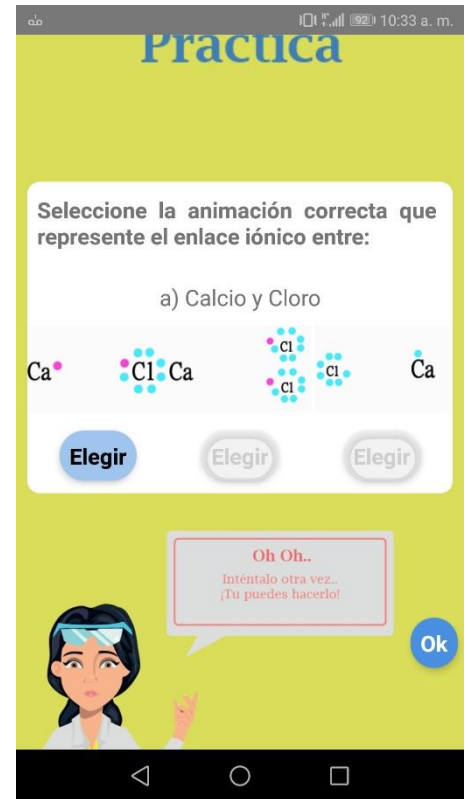 92 10:33 a. m.
Práctica
Seleccione la animación correcta que
represente el enlace iónico entre:
a) Calcio y Cloro
Ca Cl Ca Cl Cl Cl Ca
Elegir Elegir Elegir
Oh Oh..
Inténtalo otra vez..
¡Tu puedes hacerlo!
Ok